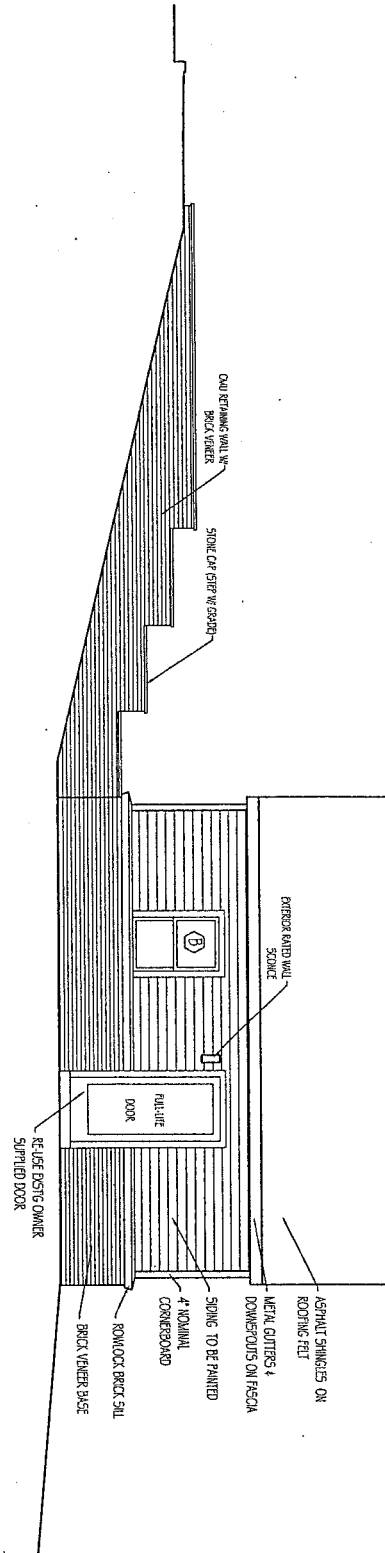 CMU RETAINING WALL W/
BRICK VENEER
STONE CAP (STEP W/ GRADE)
EXTERIOR RATED WALL
SCONCE
B
FULL-LITE
DOOR
RE-USE EXIST'G OWNER
SUPPLIED DOOR
ASPHALT SHINGLES ON
ROOFING FELT
METAL GUTTERS &
DOWNSPOUTS ON FASCIA
SIDING TO BE PAINTED
4" NOMINAL
CORNERBOARD
ROWLOCK BRICK SILL
BRICK VENEER BASE